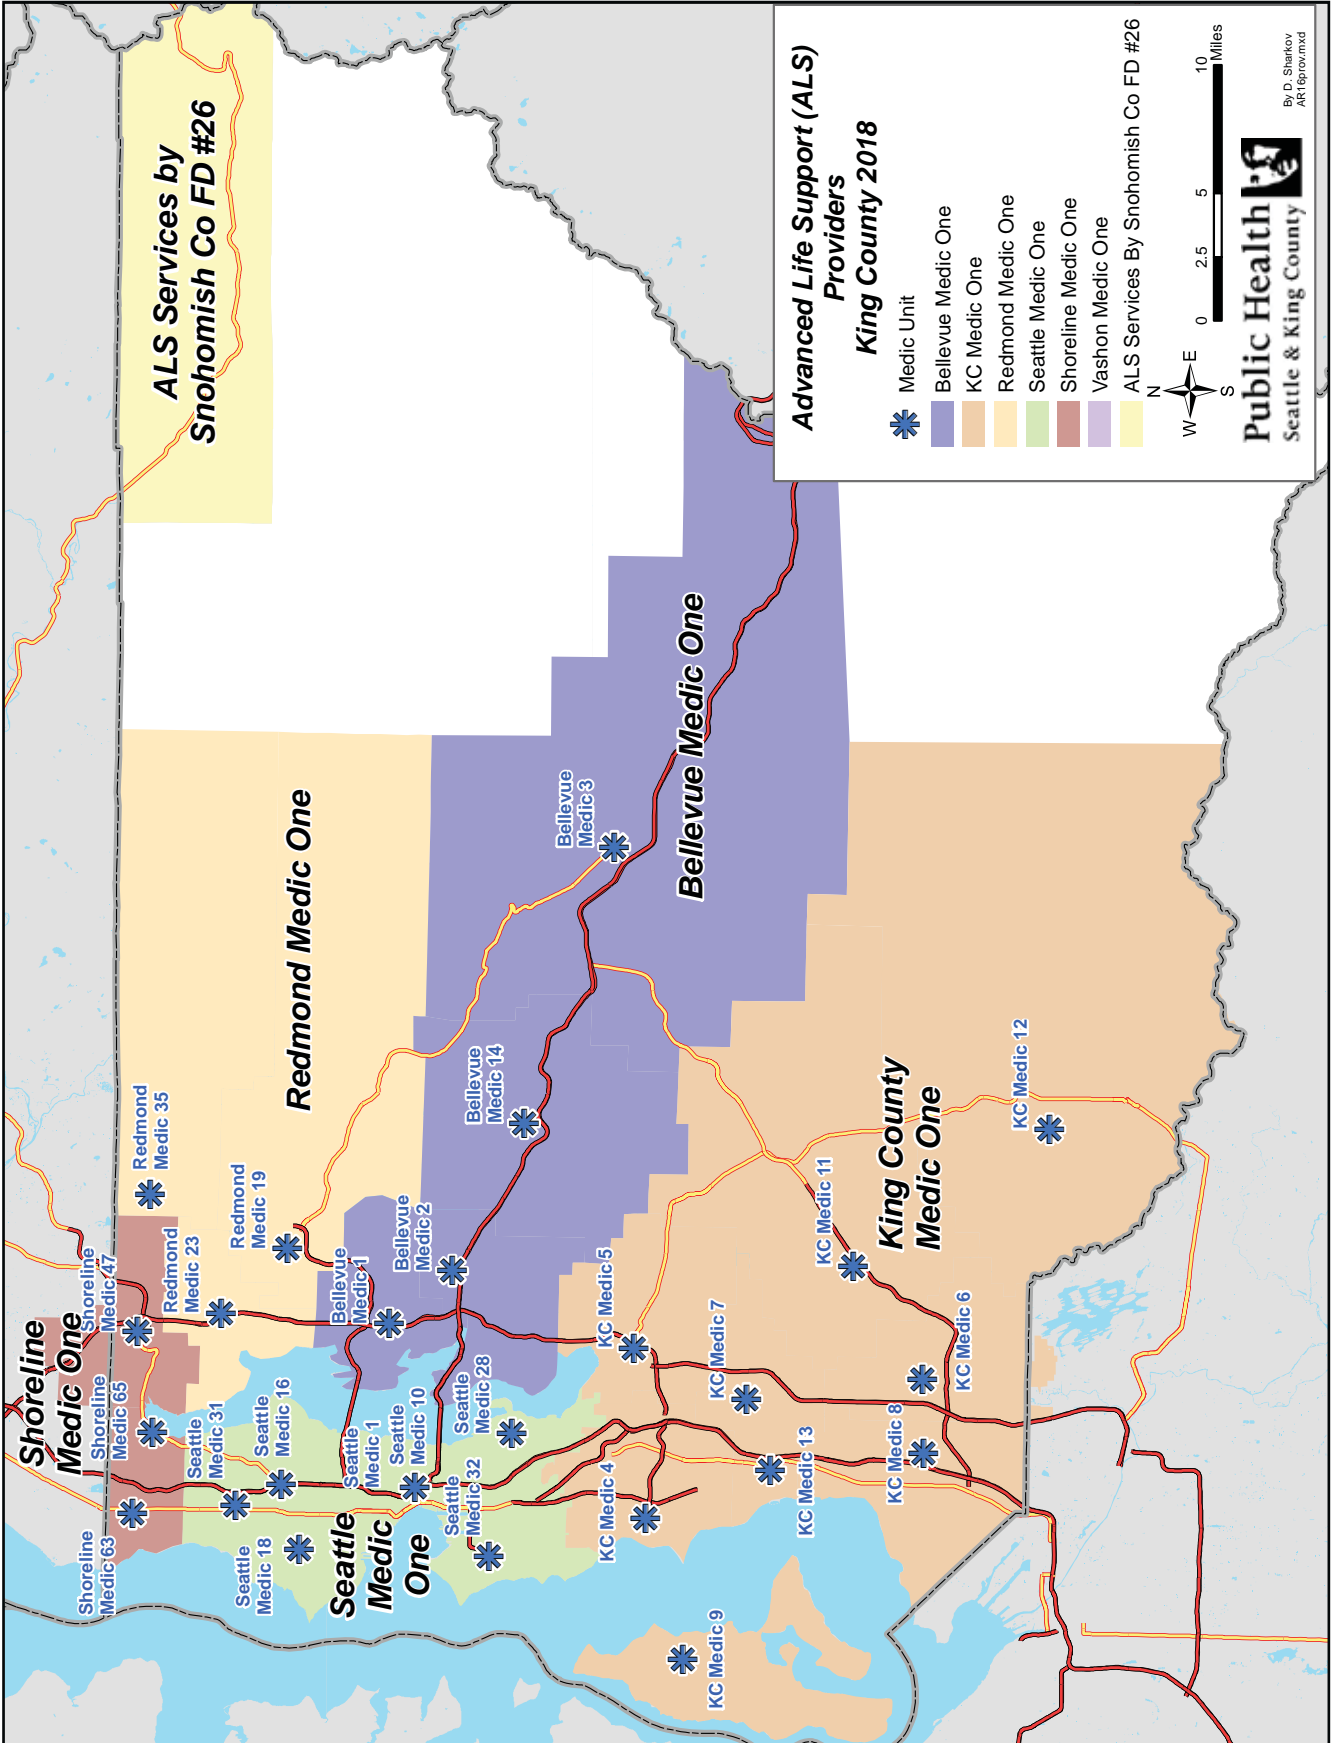 ALS Services by
Snohomish Co FD #26
Shoreline
Medic One
Redmond Medic One
Bellevue Medic One
Seattle
Medic
One
King County
Medic One
Shoreline
Medic 63
Shoreline
Medic 65
Shoreline
Medic 47
Redmond
Medic 35
Redmond
Medic 23
Redmond
Medic 19
Seattle
Medic 31
Seattle
Medic 16
Seattle
Medic 18
Seattle
Medic 1
Seattle
Medic 10
Seattle
Medic 28
Seattle
Medic 32
Bellevue
Medic 1
Bellevue
Medic 2
Bellevue
Medic 14
Bellevue
Medic 3
KC Medic 4
KC Medic 5
KC Medic 7
KC Medic 9
KC Medic 13
KC Medic 11
KC Medic 8
KC Medic 6
KC Medic 12
Advanced Life Support (ALS)
Providers
King County 2018
Medic Unit
Bellevue Medic One
KC Medic One
Redmond Medic One
Seattle Medic One
Shoreline Medic One
Vashon Medic One
ALS Services By Snohomish Co FD #26
N
W E
S
0 2.5 5 10
Miles
Public Health
Seattle & King County
By D. Sharkov
AR16prov.mxd